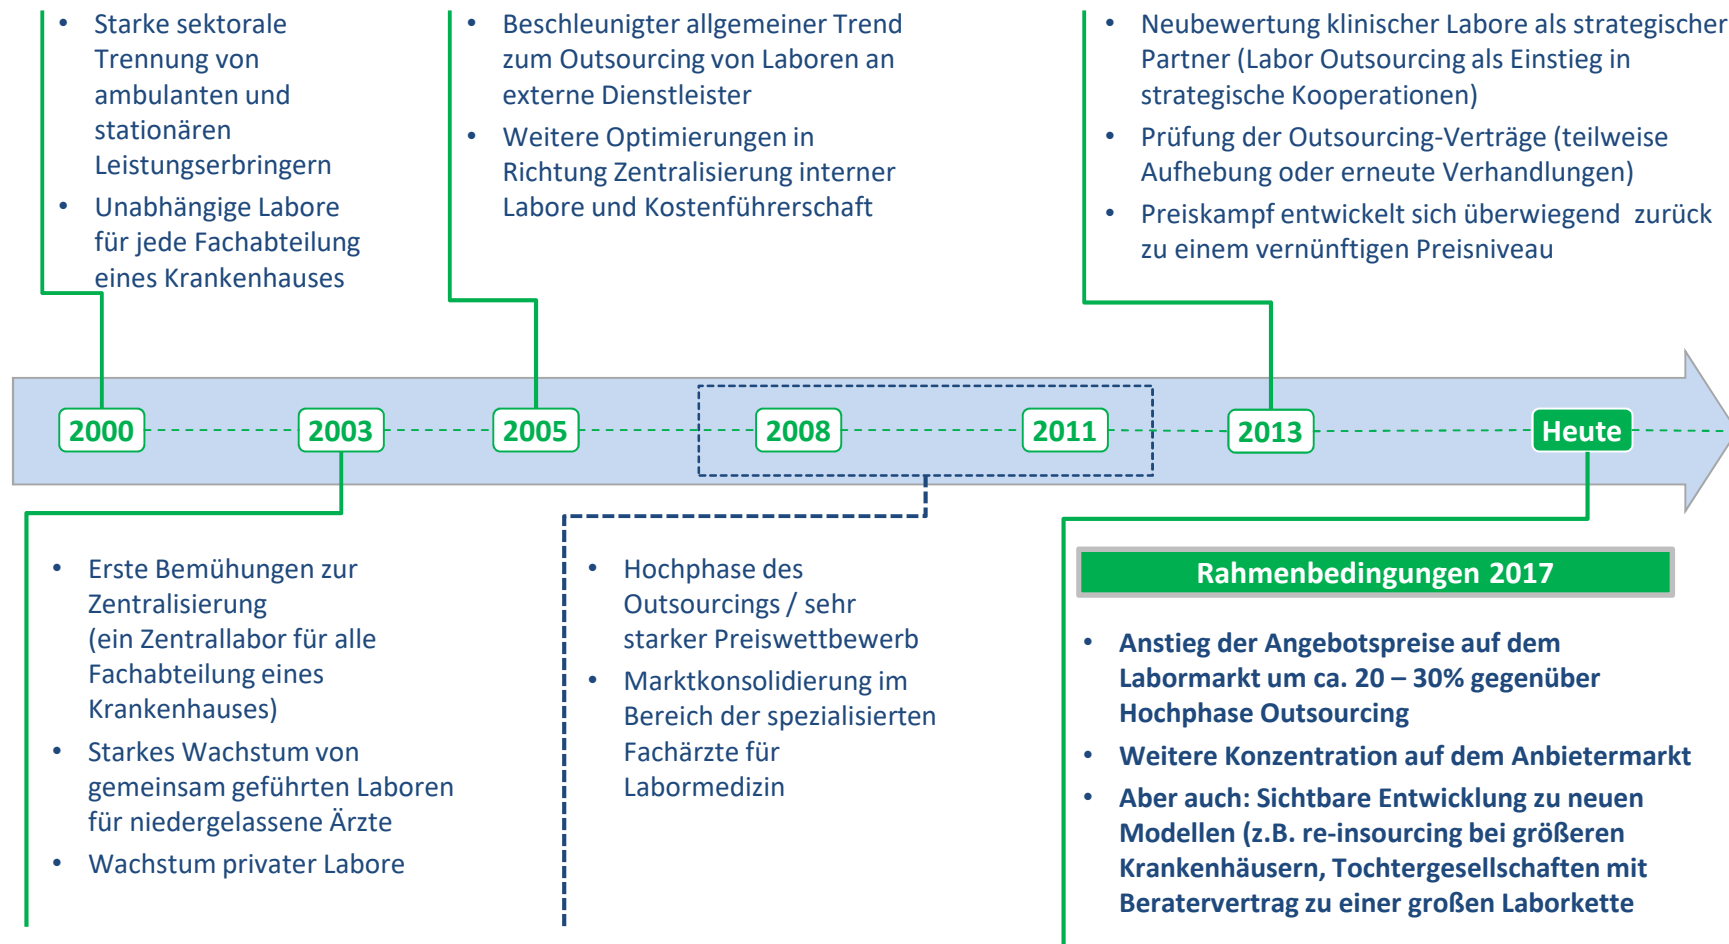 • Starke sektorale
Trennung von
ambulanten und
stationären
Leistungserbringern
• Unabhängige Labore
für jede Fachabteilung
eines Krankenhauses
• Beschleunigter allgemeiner Trend
zum Outsourcing von Laboren an
externe Dienstleister
• Weitere Optimierungen in
Richtung Zentralisierung interner
Labore und Kostenführerschaft
• Neubewertung klinischer Labore als strategischer
Partner (Labor Outsourcing als Einstieg in
strategische Kooperationen)
• Prüfung der Outsourcing-Verträge (teilweise
Aufhebung oder erneute Verhandlungen)
• Preiskampf entwickelt sich überwiegend  zurück
zu einem vernünftigen Preisniveau
2000
2003
2005
2008
2011
2013
Heute
• Erste Bemühungen zur
Zentralisierung
(ein Zentrallabor für alle
Fachabteilung eines
Krankenhauses)
• Starkes Wachstum von
gemeinsam geführten Laboren
für niedergelassene Ärzte
• Wachstum privater Labore
• Hochphase des
Outsourcings / sehr
starker Preiswettbewerb
• Marktkonsolidierung im
Bereich der spezialisierten
Fachärzte für
Labormedizin
Rahmenbedingungen 2017
• Anstieg der Angebotspreise auf dem
Labormarkt um ca. 20 – 30% gegenüber
Hochphase Outsourcing
• Weitere Konzentration auf dem Anbietermarkt
• Aber auch: Sichtbare Entwicklung zu neuen
Modellen (z.B. re-insourcing bei größeren
Krankenhäusern, Tochtergesellschaften mit
Beratervertrag zu einer großen Laborkette